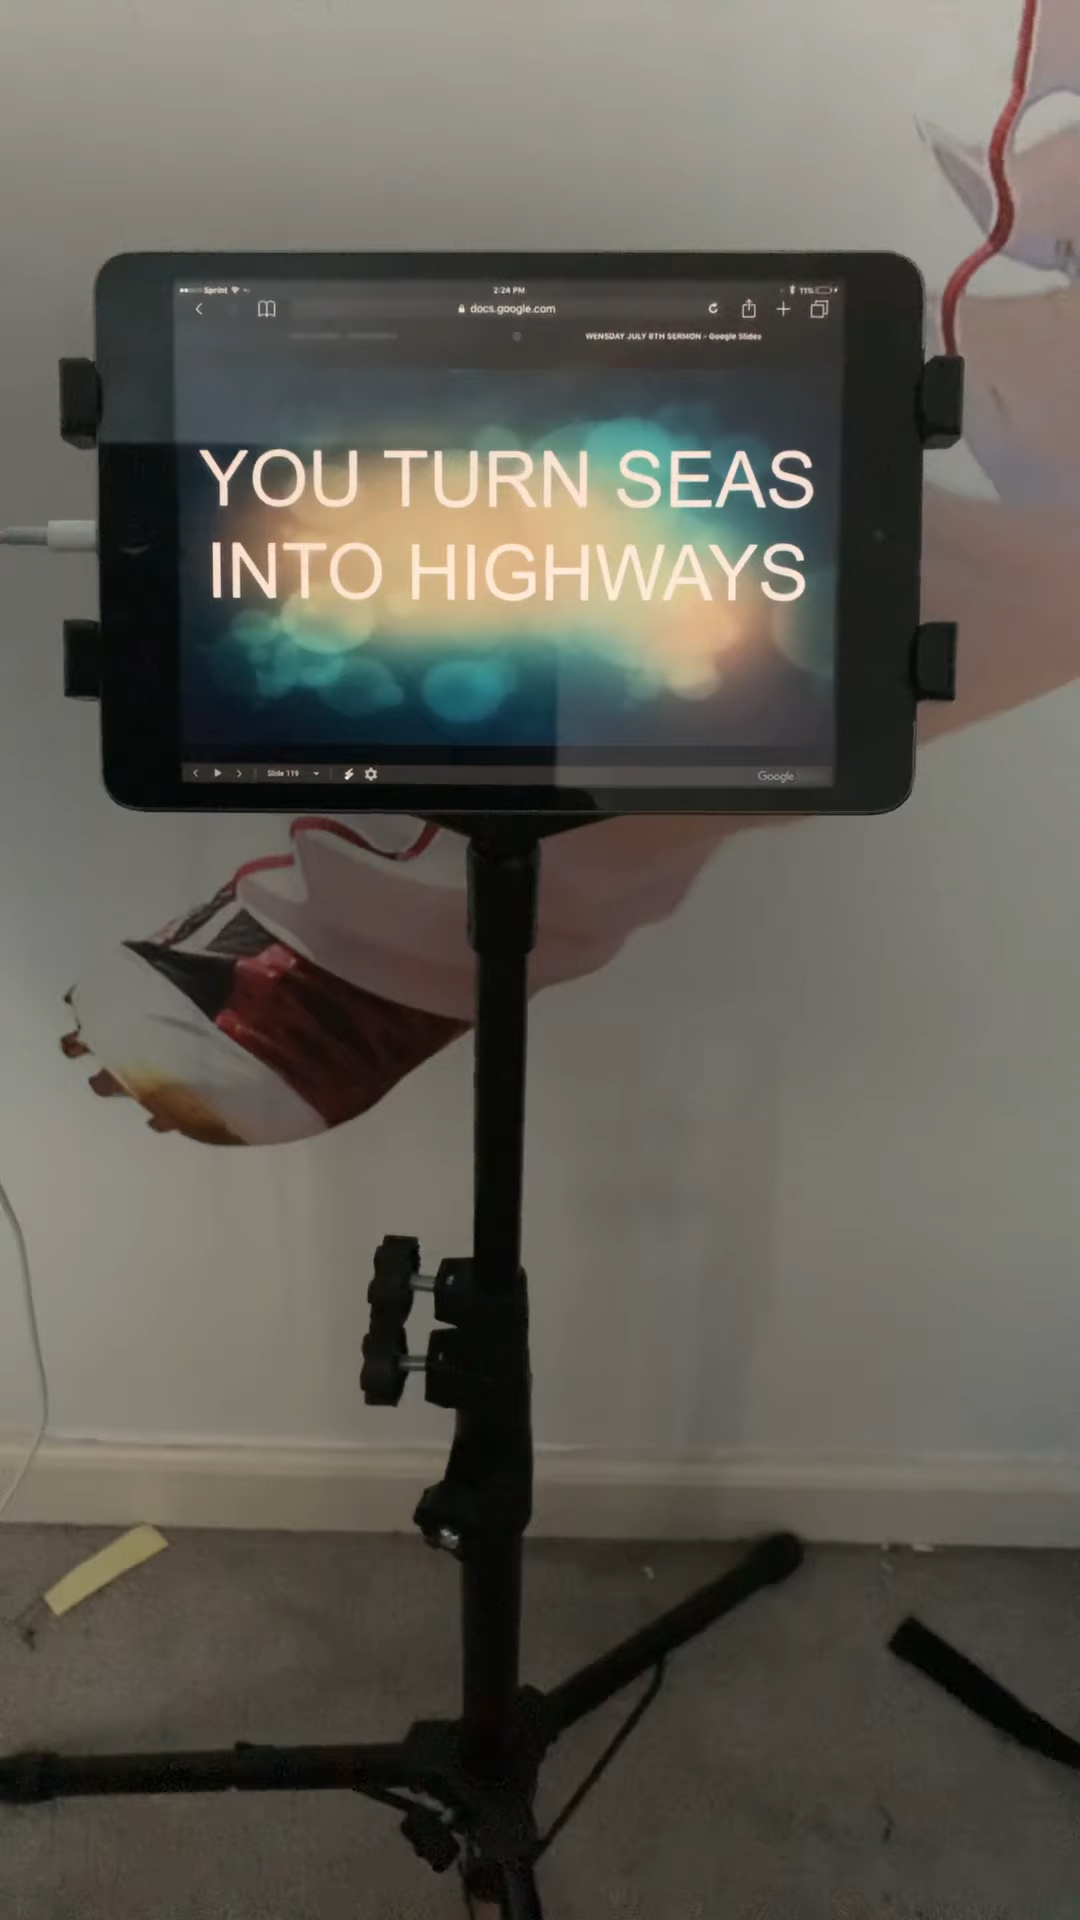 Sprint 2:24 PM 11%
docs.google.com
WENSDAY JULY 8TH SERMON - Google Slides
YOU TURN SEAS
INTO HIGHWAYS
Slide 119 Google